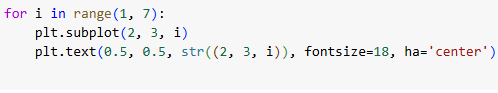 for i in range(1, 7):
    plt.subplot(2, 3, i)
    plt.text(0.5, 0.5, str((2, 3, i)), fontsize=18, ha='center')